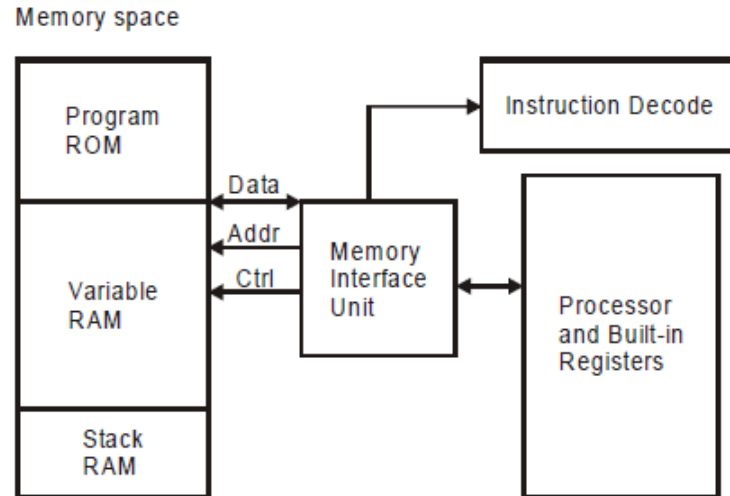 Memory space
Program
ROM
Variable
RAM
Stack
RAM
Data
Addr
Ctrl
Memory
Interface
Unit
Instruction Decode
Processor
and Built-in
Registers